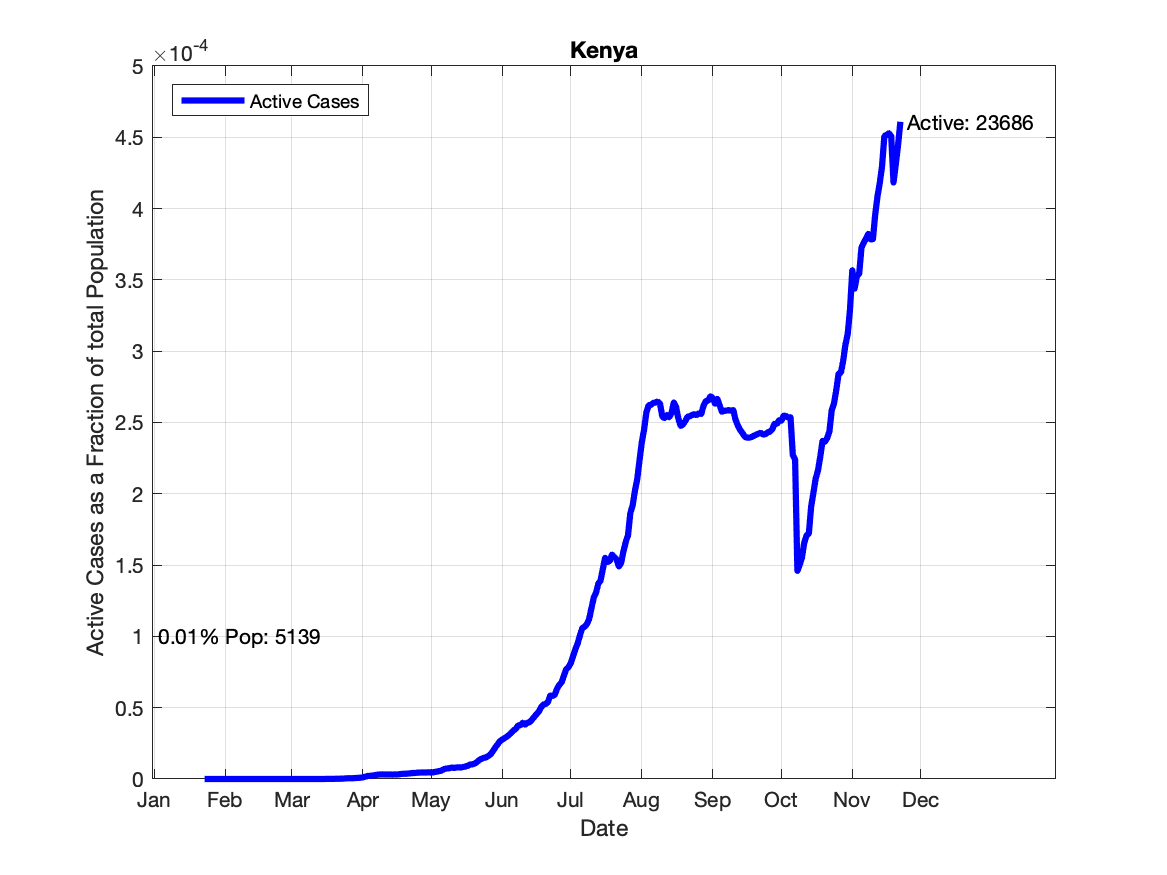 Kenya
×10-4
5
Active Cases
Active: 23686
4.5
4
3.5
3
2.5
2
1.5
1
0.01% Pop: 5139
0.5
0
Active Cases as a Fraction of total Population
Jan Feb Mar Apr May Jun Jul Aug Sep Oct Nov Dec
Date